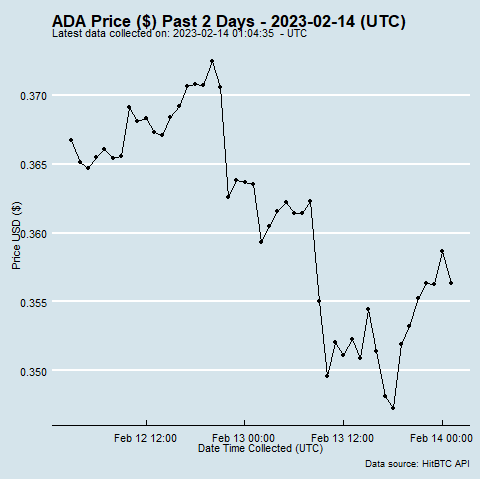 ADA Price ($) Past 2 Days - 2023-02-14 (UTC)
Latest data collected on: 2023-02-14 01:04:35 - UTC
0.370
0.365
0.360
0.355
0.350
Price USD ($)
Feb 12 12:00 Feb 13 00:00 Feb 13 12:00 Feb 14 00:00
Date Time Collected (UTC)
Data source: HitBTC API